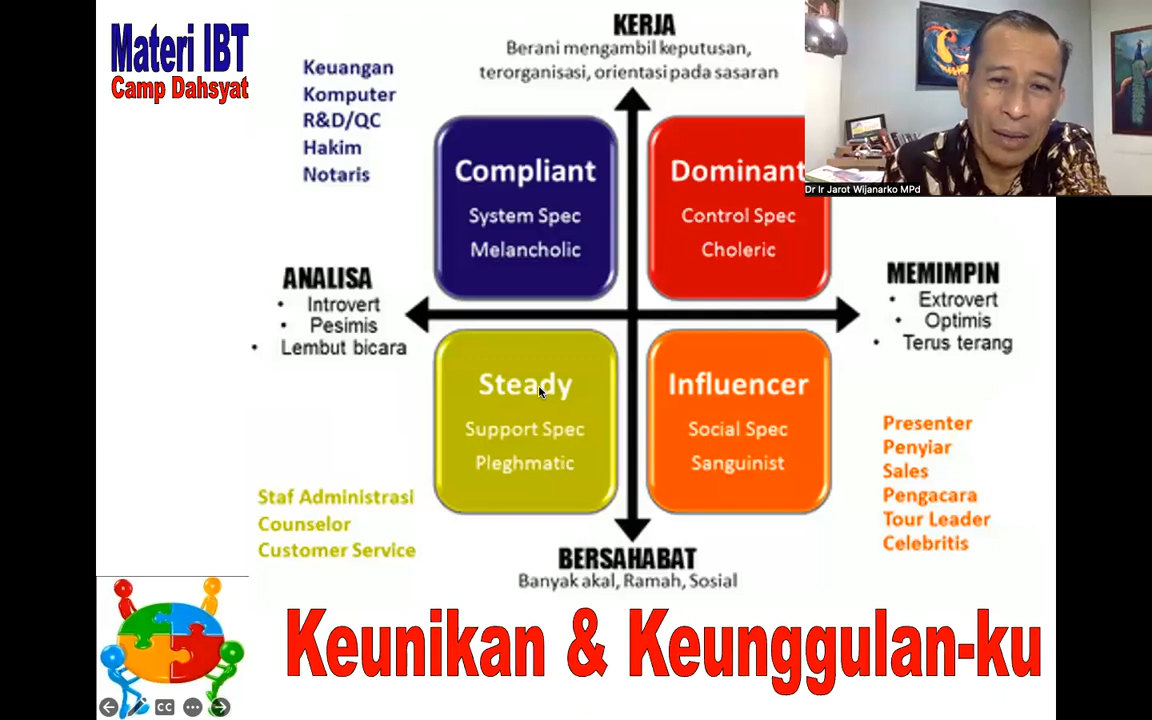 Materi IBT
Camp Dahsyat
Keuangan
Komputer
R&D/QC
Hakim
Notaris
KERJA
Berani mengambil keputusan,
terorganisasi, orientasi pada sasaran
Dr Ir Jarot Wijanarko MPd
Compliant
System Spec
Melancholic
Dominant
Control Spec
Choleric
ANALISA
• Introvert
• Pesimis
• Lembut bicara
MEMIMPIN
• Extrovert
• Optimis
• Terus terang
Steady
Support Spec
Pleghmatic
Influencer
Social Spec
Sanguinist
Staf Administrasi
Counselor
Customer Service
Presenter
Penyiar
Sales
Pengacara
Tour Leader
Celebritis
BERSAHABAT
Banyak akal, Ramah, Sosial
Keunikan & Keunggulan-ku
CC